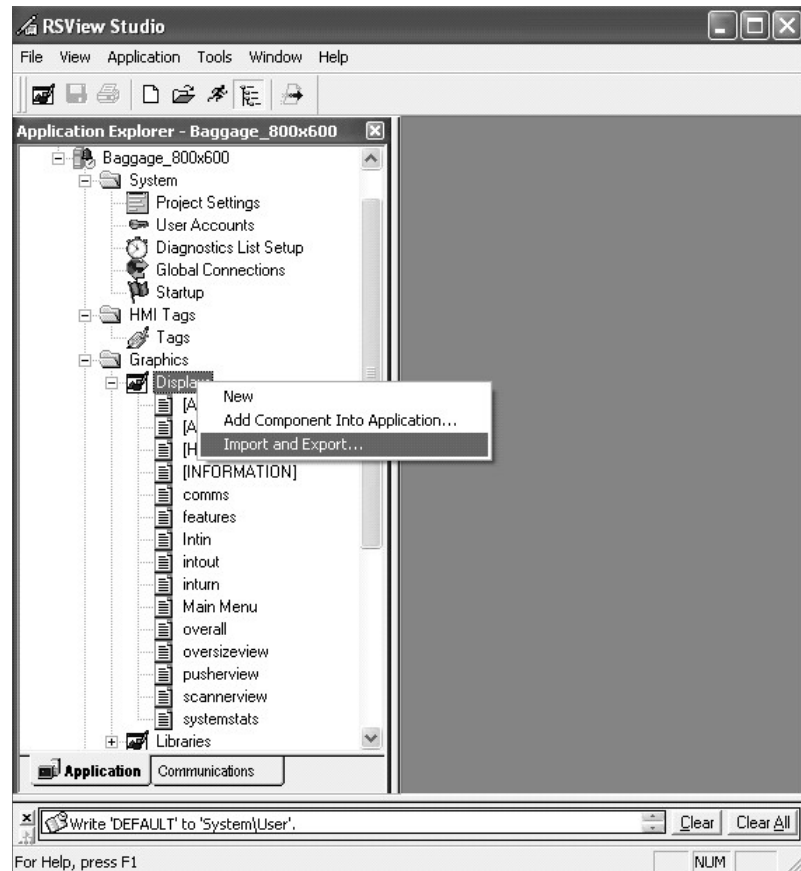 RSView Studio
File View Application Tools Window Help
Application Explorer - Baggage_800x600
Baggage_800x600
System
Project Settings
User Accounts
Diagnostics List Setup
Global Connections
Startup
HMI Tags
Tags
Graphics
Displays
New
[A
Add Component Into Application...
[A
Import and Export...
[H
[INFORMATION]
comms
features
Intin
intout
inturn
Main Menu
overall
oversizeview
pusherview
scannerview
systemstats
Libraries
Application Communications
Write 'DEFAULT' to 'System\User'.
Clear Clear All
For Help, press F1
NUM